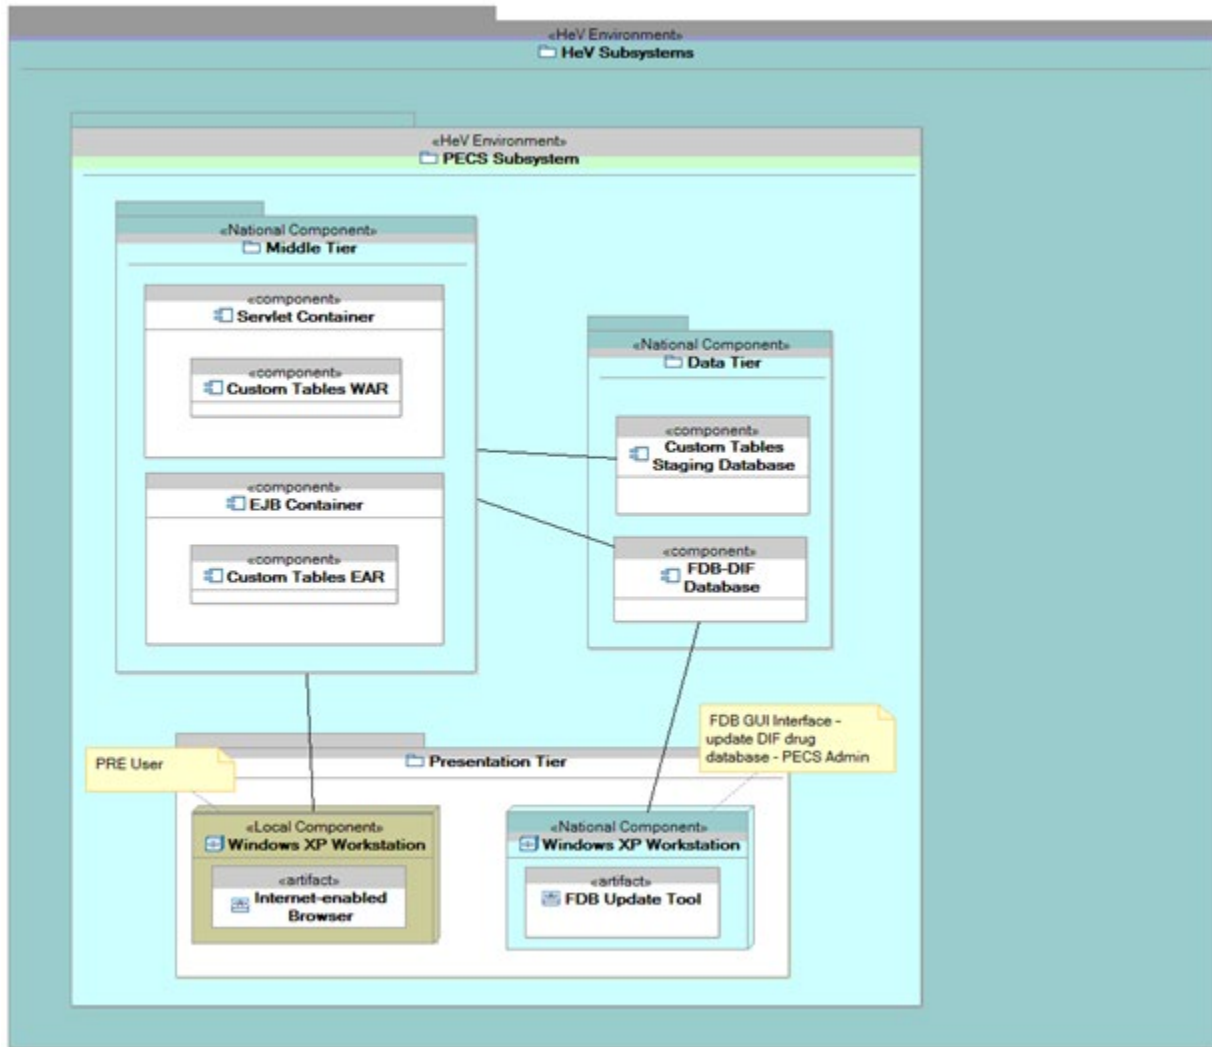 «HeV Environment»
HeV Subsystems
«HeV Environment»
PECS Subsystem
«National Component»
Middle Tier
«component»
Servlet Container
«component»
Custom Tables WAR
«component»
EJB Container
«component»
Custom Tables EAR
«National Component»
Data Tier
«component»
Custom Tables
Staging Database
«component»
FDB-DIF
Database
PRE User
FDB GUI Interface -
update DIF drug
database - PECS Admin
Presentation Tier
«Local Component»
Windows XP Workstation
«artifact»
Internet-enabled
Browser
«National Component»
Windows XP Workstation
«artifact»
FDB Update Tool